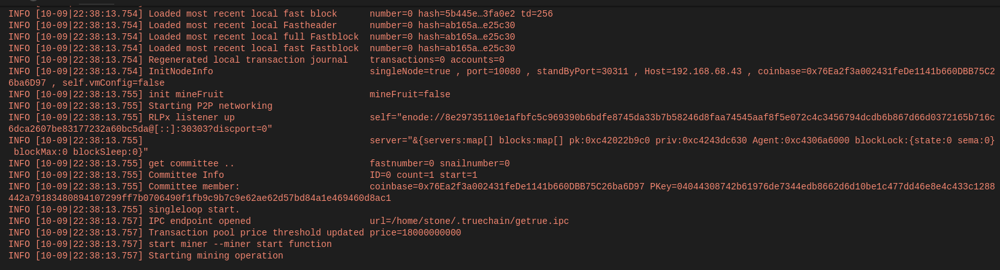 INFO [10-09|22:38:13.754] Loaded most recent local fast block      number=0 hash=5b445e…3fa0e2 td=256
INFO [10-09|22:38:13.754] Loaded most recent local Fastheader      number=0 hash=ab165a…e25c30
INFO [10-09|22:38:13.754] Loaded most recent local full Fastblock  number=0 hash=ab165a…e25c30
INFO [10-09|22:38:13.754] Loaded most recent local fast Fastblock  number=0 hash=ab165a…e25c30
INFO [10-09|22:38:13.754] Regenerated local transaction journal    transactions=0 accounts=0
INFO [10-09|22:38:13.754] InitNodeInfo                             singleNode=true , port=10080 , standByPort=30311 , Host=192.168.68.43 , coinbase=0x76Ea2f3a002431feDe1141b660DBB75C2
6ba6D97 , self.vmConfig=false
INFO [10-09|22:38:13.755] init mineFruit                           mineFruit=false
INFO [10-09|22:38:13.755] Starting P2P networking
INFO [10-09|22:38:13.755] RLPx listener up                         self="enode://8e29735110e1afbfc5c969390b6bdfe8745da33b7b58246d8faa74545aaf8f5e072c4c3456794dcdb6b867d66d0372165b716c
6dca2607be83177232a60bc5da@[::]:30303?discport=0"
INFO [10-09|22:38:13.755]                                          server="&{servers:map[] blocks:map[] pk:0xc42022b9c0 priv:0xc4243dc630 Agent:0xc4306a6000 blockLock:{state:0 sema:0}
 blockMax:0 blockSleep:0}"
INFO [10-09|22:38:13.755] get committee ..                         fastnumber=0 snailnumber=0
INFO [10-09|22:38:13.755] Committee Info                           ID=0 count=1 start=1
INFO [10-09|22:38:13.755] Committee member:                        coinbase=0x76Ea2f3a002431feDe1141b660DBB75C26ba6D97 PKey=04044308742b61976de7344edb8662d6d10be1c477dd46e8e4c433c1288
442a79183480894107299ff7b0706490f1fb9c9b7c9e62ae62d57bd84a1e469460d8ac1
INFO [10-09|22:38:13.755] singleloop start.
INFO [10-09|22:38:13.757] IPC endpoint opened                      url=/home/stone/.truechain/getrue.ipc
INFO [10-09|22:38:13.757] Transaction pool price threshold updated price=18000000000
INFO [10-09|22:38:13.757] start miner --miner start function
INFO [10-09|22:38:13.757] Starting mining operation